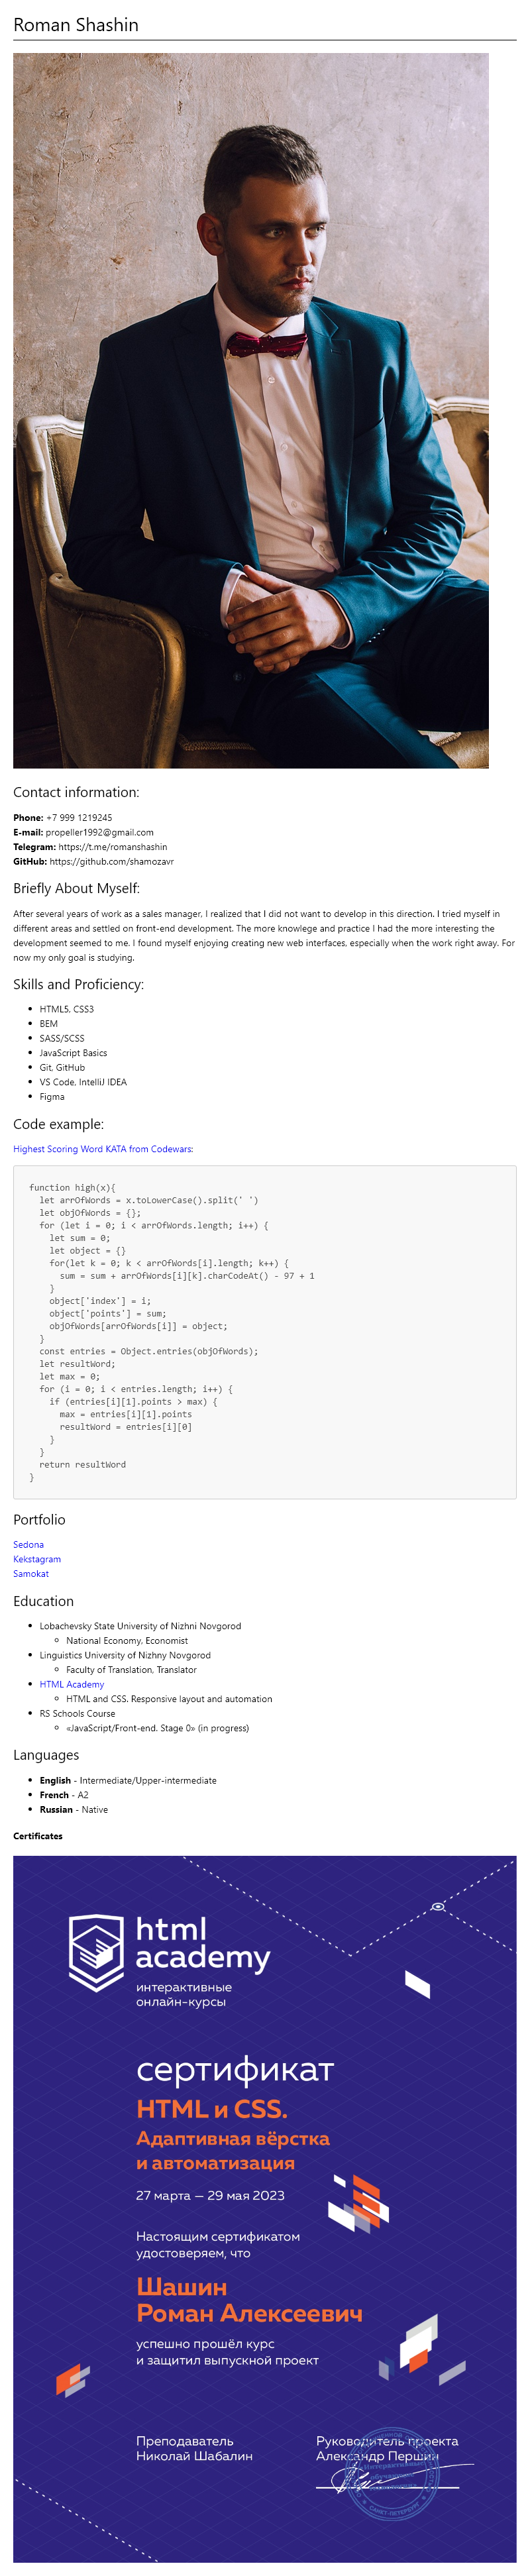 Roman Shashin
Contact information:
Phone: +7 999 1219245
E-mail: propeller1992@gmail.com
Telegram: https://t.me/romanshashin
GitHub: https://github.com/shamozavr
Briefly About Myself:
After several years of work as a sales manager, I realized that I did not want to develop in this direction. I tried myself in
different areas and settled on front-end development. The more knowlege and practice I had the more interesting the
development seemed to me. I found myself enjoying creating new web interfaces, especially when the work right away. For
now my only goal is studying.
Skills and Proficiency:
HTML5, CSS3
BEM
SASS/SCSS
JavaScript Basics
Git, GitHub
VS Code, IntelliJ IDEA
Figma
Code example:
Highest Scoring Word KATA from Codewars:
function high(x){
  let arrOfWords = x.toLowerCase().split(' ')
  let objOfWords = {};
  for (let i = 0; i < arrOfWords.length; i++) {
    let sum = 0;
    let object = {}
    for(let k = 0; k < arrOfWords[i].length; k++) {
      sum = sum + arrOfWords[i][k].charCodeAt() - 97 + 1
    }
    object['index'] = i;
    object['points'] = sum;
    objOfWords[arrOfWords[i]] = object;
  }
  const entries = Object.entries(objOfWords);
  let resultWord;
  let max = 0;
  for (i = 0; i < entries.length; i++) {
    if (entries[i][1].points > max) {
      max = entries[i][1].points
      resultWord = entries[i][0]
    }
  }
  return resultWord
}
Portfolio
Sedona
Kekstagram
Samokat
Education
Lobachevsky State University of Nizhni Novgorod
National Economy, Economist
Linguistics University of Nizhny Novgorod
Faculty of Translation, Translator
HTML Academy
HTML and CSS. Responsive layout and automation
RS Schools Course
«JavaScript/Front-end. Stage 0» (in progress)
Languages
English - Intermediate/Upper-intermediate
French - A2
Russian - Native
Certificates
html
academy
интерактивные
онлайн-курсы
сертификат
HTML и CSS.
Адаптивная вёрстка
и автоматизация
27 марта — 29 мая 2023
Настоящим сертификатом
удостоверяем, что
Шашин
Роман Алексеевич
успешно прошёл курс
и защитил выпускной проект
Преподаватель
Николай Шабалин
Руководитель проекта
Александр Першин